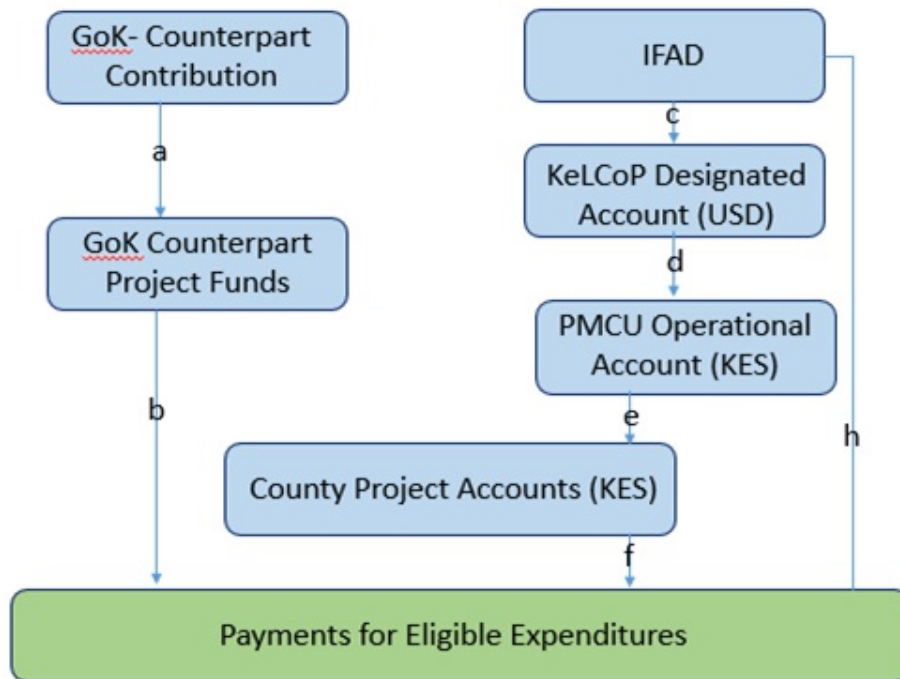 GoK- Counterpart
Contribution
IFAD
a
c
KeLCoP Designated
Account (USD)
GoK Counterpart
Project Funds
d
PMCU Operational
Account (KES)
b
e
h
County Project Accounts (KES)
f
Payments for Eligible Expenditures